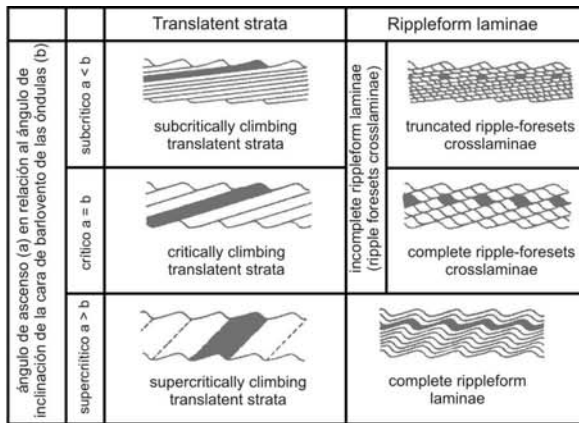 Translatent strata
Rippleform laminae
ángulo de ascenso (a) en relación al ángulo de
inclinación de la cara de barlovento de las óndulas (b)
subcrítico a < b
subcritically climbing
translatent strata
incomplete rippleform laminae
(ripple foresets crosslaminae)
truncated ripple-foresets
crosslaminae
crítico a = b
critically climbing
translatent strata
complete ripple-foresets
crosslaminae
supercriítico a > b
supercritically climbing
translatent strata
complete rippleform
laminae